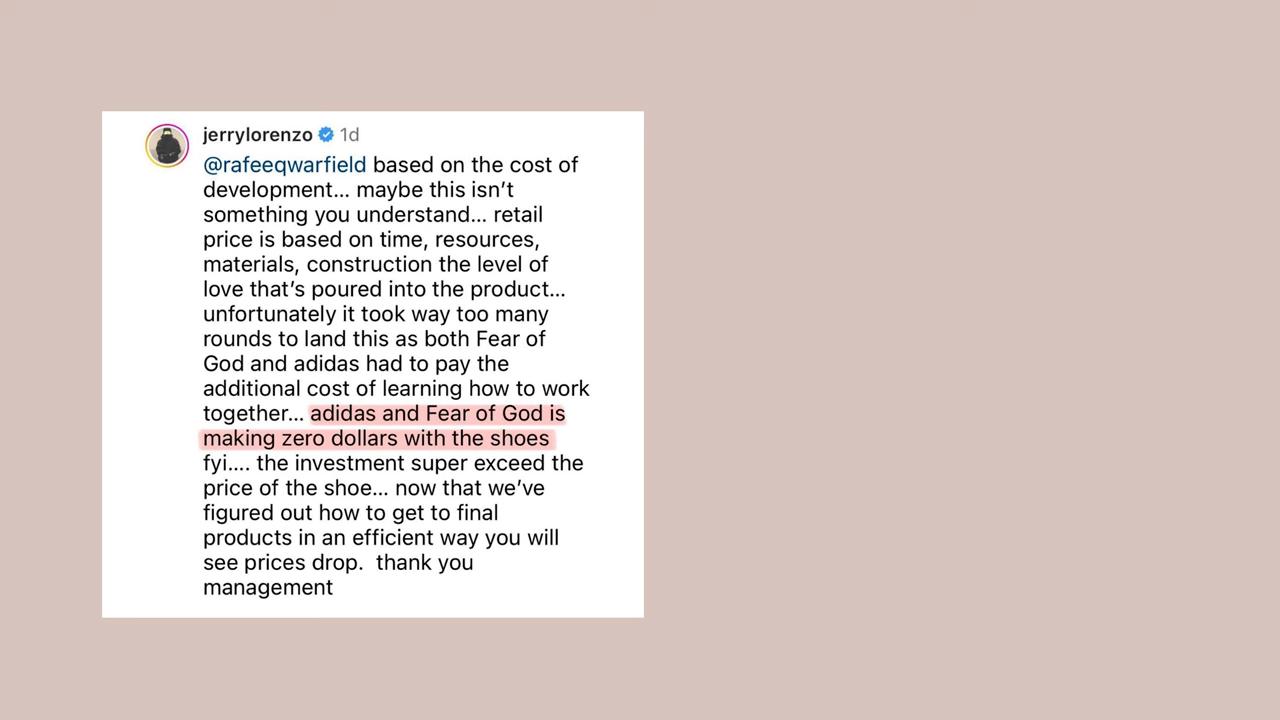 jerrylorenzo 1d
@rafeeqwarfield based on the cost of
development... maybe this isn't
something you understand... retail
price is based on time, resources,
materials, construction the level of
love that's poured into the product...
unfortunately it took way too many
rounds to land this as both Fear of
God and adidas had to pay the
additional cost of learning how to work
together... adidas and Fear of God is
making zero dollars with the shoes
fyi.... the investment super exceed the
price of the shoe... now that we've
figured out how to get to final
products in an efficient way you will
see prices drop.  thank you
management